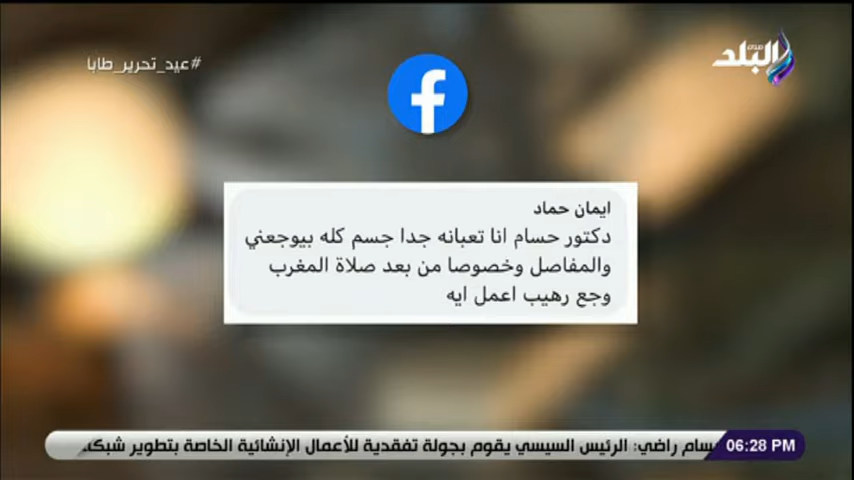 #عيد_تحرير_طابا
صدى البلد
ايمان حماد
دكتور حسام انا تعبانه جدا جسم كله بيوجعني
والمفاصل وخصوصا من بعد صلاة المغرب
وجع رهيب اعمل ايه
06:28 PM
سام راضي: الرئيس السيسي يقوم بجولة تفقدية للأعمال الإنشائية الخاصة بتطوير شبكة